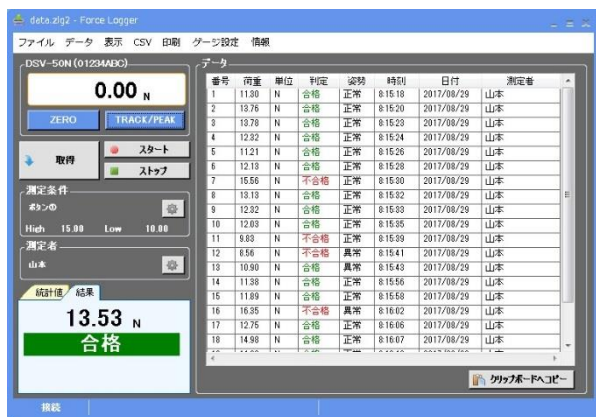 data.zlg2 - Force Logger
ファイル データ 表示 CSV 印刷 ゲージ設定 情報
DSV-50N (01234ABC)
0.00 N
ZERO TRACK/PEAK
取得
スタート
ストップ
測定条件
ボタンの
High 15.00 Low 10.00
測定者
山本
統計値 結果
13.53 N
合格
データ
番号 荷重 単位 判定 姿勢 時刻 日付 測定者
1 11.30 N 合格 正常 8:15:18 2017/08/29 山本
2 13.76 N 合格 正常 8:15:20 2017/08/29 山本
3 13.78 N 合格 正常 8:15:23 2017/08/29 山本
4 12.32 N 合格 正常 8:15:24 2017/08/29 山本
5 11.21 N 合格 正常 8:15:26 2017/08/29 山本
6 12.13 N 合格 正常 8:15:28 2017/08/29 山本
7 15.56 N 不合格 正常 8:15:30 2017/08/29 山本
8 13.13 N 合格 正常 8:15:32 2017/08/29 山本
9 12.32 N 合格 正常 8:15:33 2017/08/29 山本
10 12.03 N 合格 正常 8:15:35 2017/08/29 山本
11 9.83 N 不合格 正常 8:15:39 2017/08/29 山本
12 8.56 N 不合格 異常 8:15:41 2017/08/29 山本
13 10.90 N 合格 異常 8:15:43 2017/08/29 山本
14 11.38 N 合格 正常 8:15:56 2017/08/29 山本
15 11.89 N 合格 正常 8:15:58 2017/08/29 山本
16 16.35 N 不合格 異常 8:16:02 2017/08/29 山本
17 12.75 N 合格 正常 8:16:06 2017/08/29 山本
18 14.98 N 合格 正常 8:16:07 2017/08/29 山本
クリップボードへコピー
接続